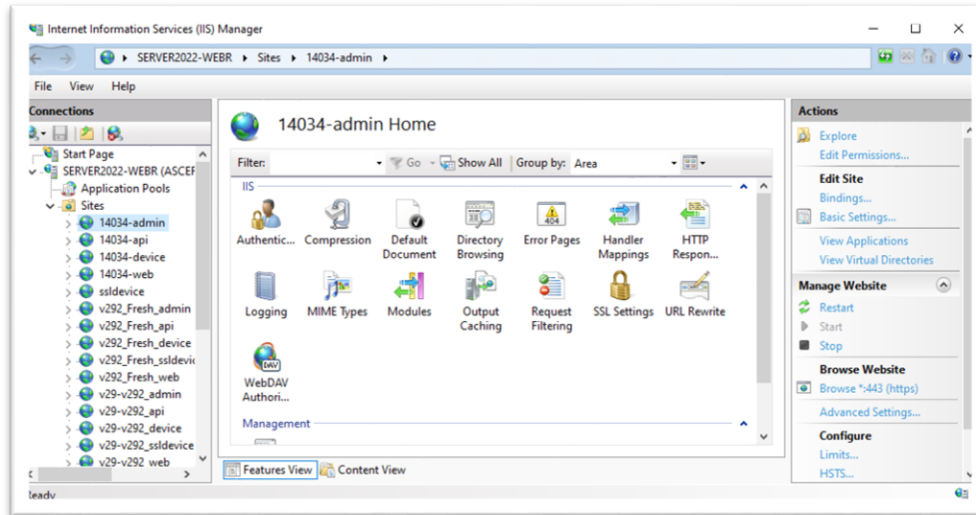 Internet Information Services (IIS) Manager
SERVER2022-WEBR Sites 14034-admin
File View Help
Connections
Start Page
SERVER2022-WEBR (ASCEF
Application Pools
Sites
14034-admin
14034-api
14034-device
14034-web
ssldevice
v292_Fresh_admin
v292_Fresh_api
v292_Fresh_device
v292_Fresh_ssldevic
v292_Fresh_web
v29-v292_admin
v29-v292_api
v29-v292_device
v29-v292_ssldevice
v29-v292 web
14034-admin Home
Filter: Go Show All Group by: Area
IIS
Authentic... Compression Default Document Directory Browsing Error Pages Handler Mappings HTTP Respon...
Logging MIME Types Modules Output Caching Request Filtering SSL Settings URL Rewrite
WebDAV Authori...
Management
Features View Content View
Actions
Explore
Edit Permissions...
Edit Site
Bindings...
Basic Settings...
View Applications
View Virtual Directories
Manage Website
Restart
Start
Stop
Browse Website
Browse *:443 (https)
Advanced Settings...
Configure
Limits...
HSTS...
Ready